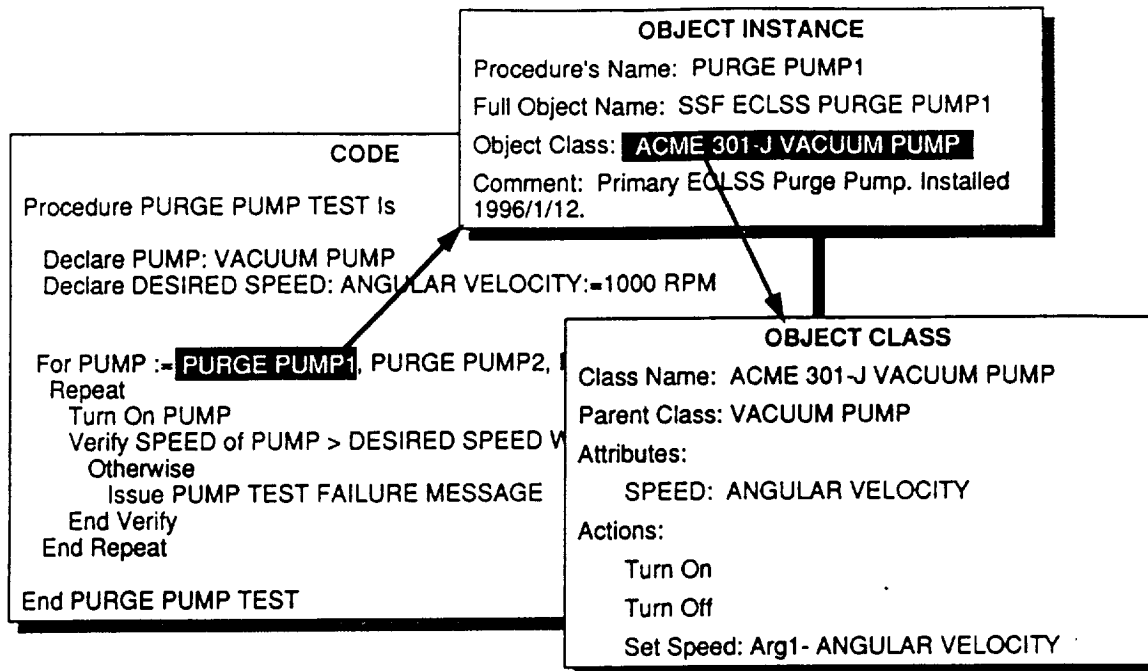 OBJECT INSTANCE
Procedure's Name: PURGE PUMP1
Full Object Name: SSF ECLSS PURGE PUMP1
Object Class: ACME 301-J VACUUM PUMP
Comment: Primary ECLSS Purge Pump. Installed
1996/1/12.
CODE
Procedure PURGE PUMP TEST Is
Declare PUMP: VACUUM PUMP
Declare DESIRED SPEED: ANGULAR VELOCITY:=1000 RPM
For PUMP := PURGE PUMP1, PURGE PUMP2,
Repeat
Turn On PUMP
Verify SPEED of PUMP > DESIRED SPEED
Otherwise
Issue PUMP TEST FAILURE MESSAGE
End Verify
End Repeat
End PURGE PUMP TEST
OBJECT CLASS
Class Name: ACME 301-J VACUUM PUMP
Parent Class: VACUUM PUMP
Attributes:
SPEED: ANGULAR VELOCITY
Actions:
Turn On
Turn Off
Set Speed: Arg1- ANGULAR VELOCITY